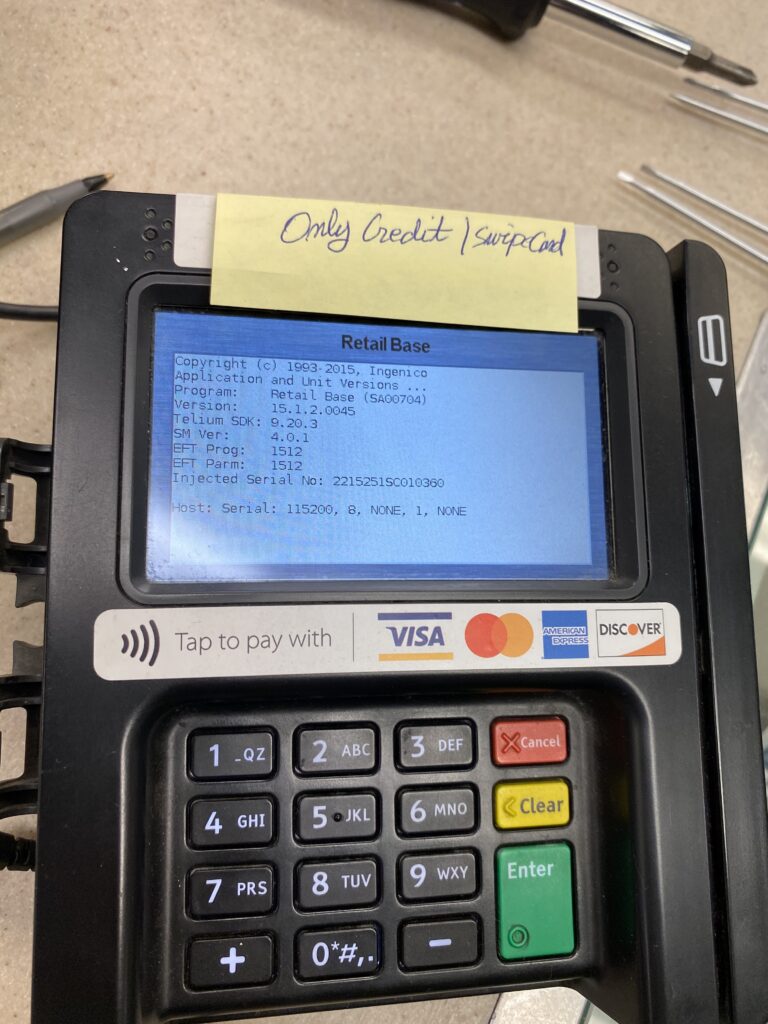 Only Credit / Swipe Card
Retail Base
Copyright (c) 1993-2015, Ingenico
Application and Unit Versions ...
Program: Retail Base (SA00704)
Version: 15.1.2.0045
Telium SDK: 9.20.3
SM Ver: 4.0.1
EFT Prog: 1512
EFT Parm: 1512
Injected Serial No: 2215251SC010360
Host: Serial: 115200, 8, NONE, 1, NONE
Tap to pay with VISA AMERICAN EXPRESS DISCOVER
1 _QZ 2 ABC 3 DEF Cancel
4 GHI 5 JKL 6 MNO Clear
7 PRS 8 TUV 9 WXY Enter
+ 0*#,. -